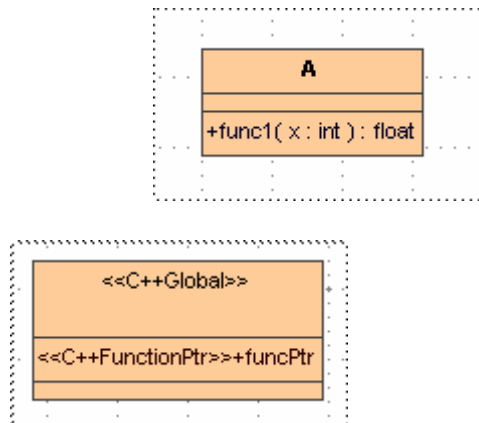 A
+func1( x : int ) : float
<<C++Global>>
<<C++FunctionPtr>>+funcPtr